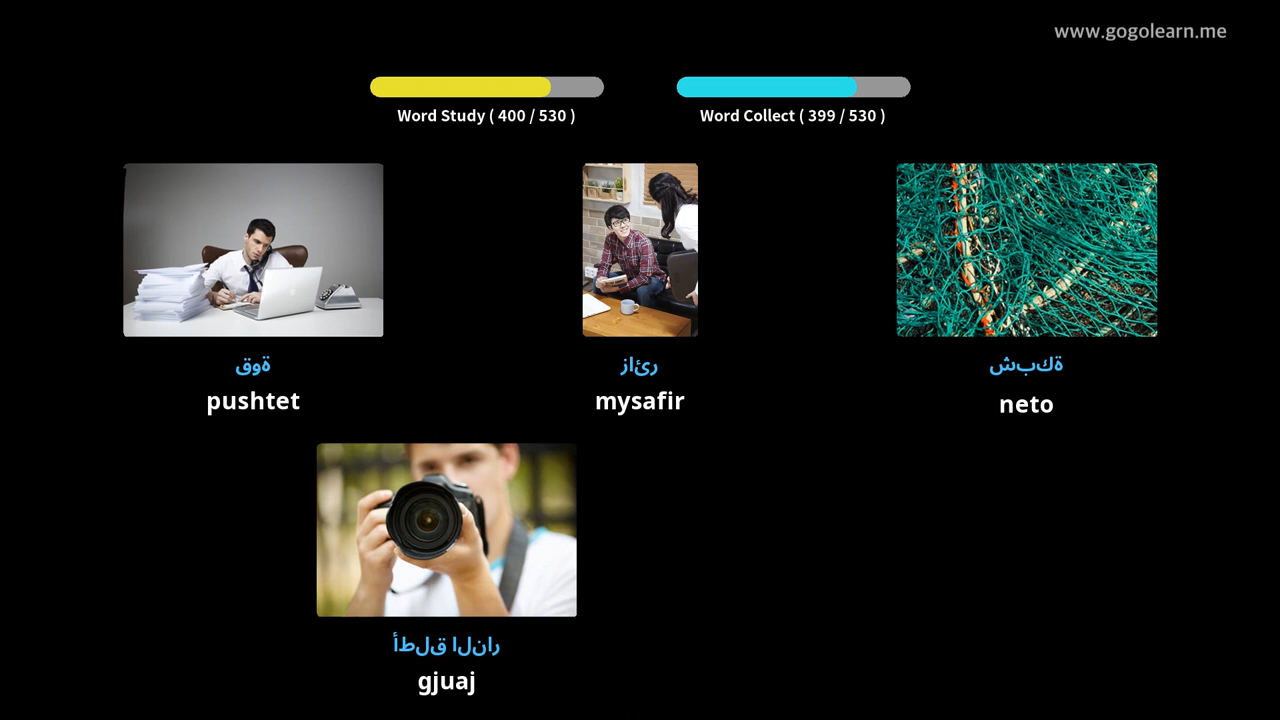 www.gogolearn.me
Word Study ( 400 / 530 )
Word Collect ( 399 / 530 )
ةوق
pushtet
رئاز
mysafir
ةكبش
neto
رانلا قلطأ
gjuaj